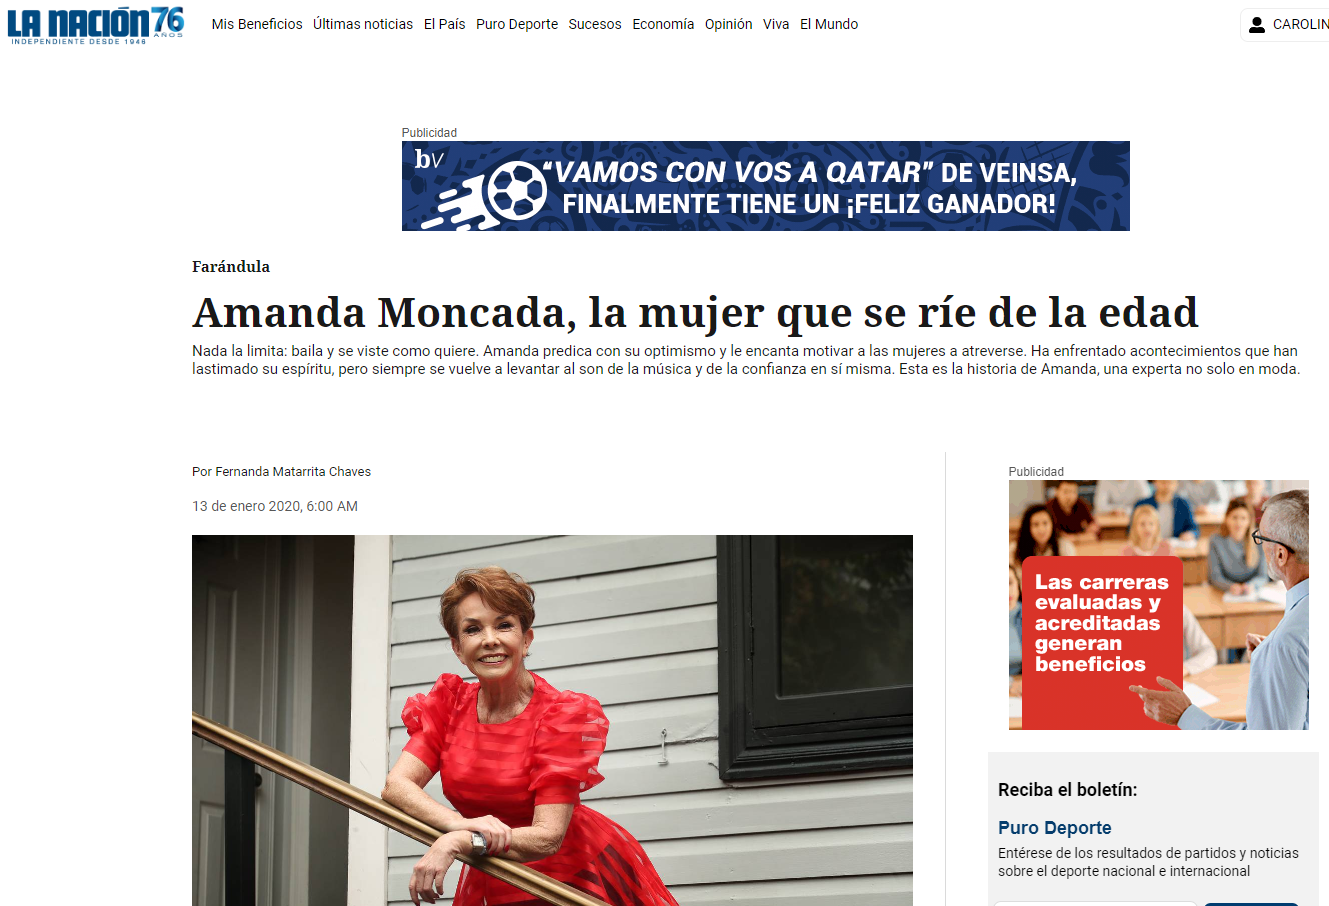 LA NACIÓN 76
AÑOS
INDEPENDIENTE DESDE 1946
Mis Beneficios Últimas noticias El País Puro Deporte Sucesos Economía Opinión Viva El Mundo
CAROLIN
Publicidad
bv
“VAMOS CON VOS A QATAR” DE VEINSA,
FINALMENTE TIENE UN ¡FELIZ GANADOR!
Farándula
Amanda Moncada, la mujer que se ríe de la edad
Nada la limita: baila y se viste como quiere. Amanda predica con su optimismo y le encanta motivar a las mujeres a atreverse. Ha enfrentado acontecimientos que han
lastimado su espíritu, pero siempre se vuelve a levantar al son de la música y de la confianza en sí misma. Esta es la historia de Amanda, una experta no solo en moda.
Por Fernanda Matarrita Chaves
13 de enero 2020, 6:00 AM
Publicidad
Las carreras
evaluadas y
acreditadas
generan
beneficios
Reciba el boletín:
Puro Deporte
Entérese de los resultados de partidos y noticias
sobre el deporte nacional e internacional